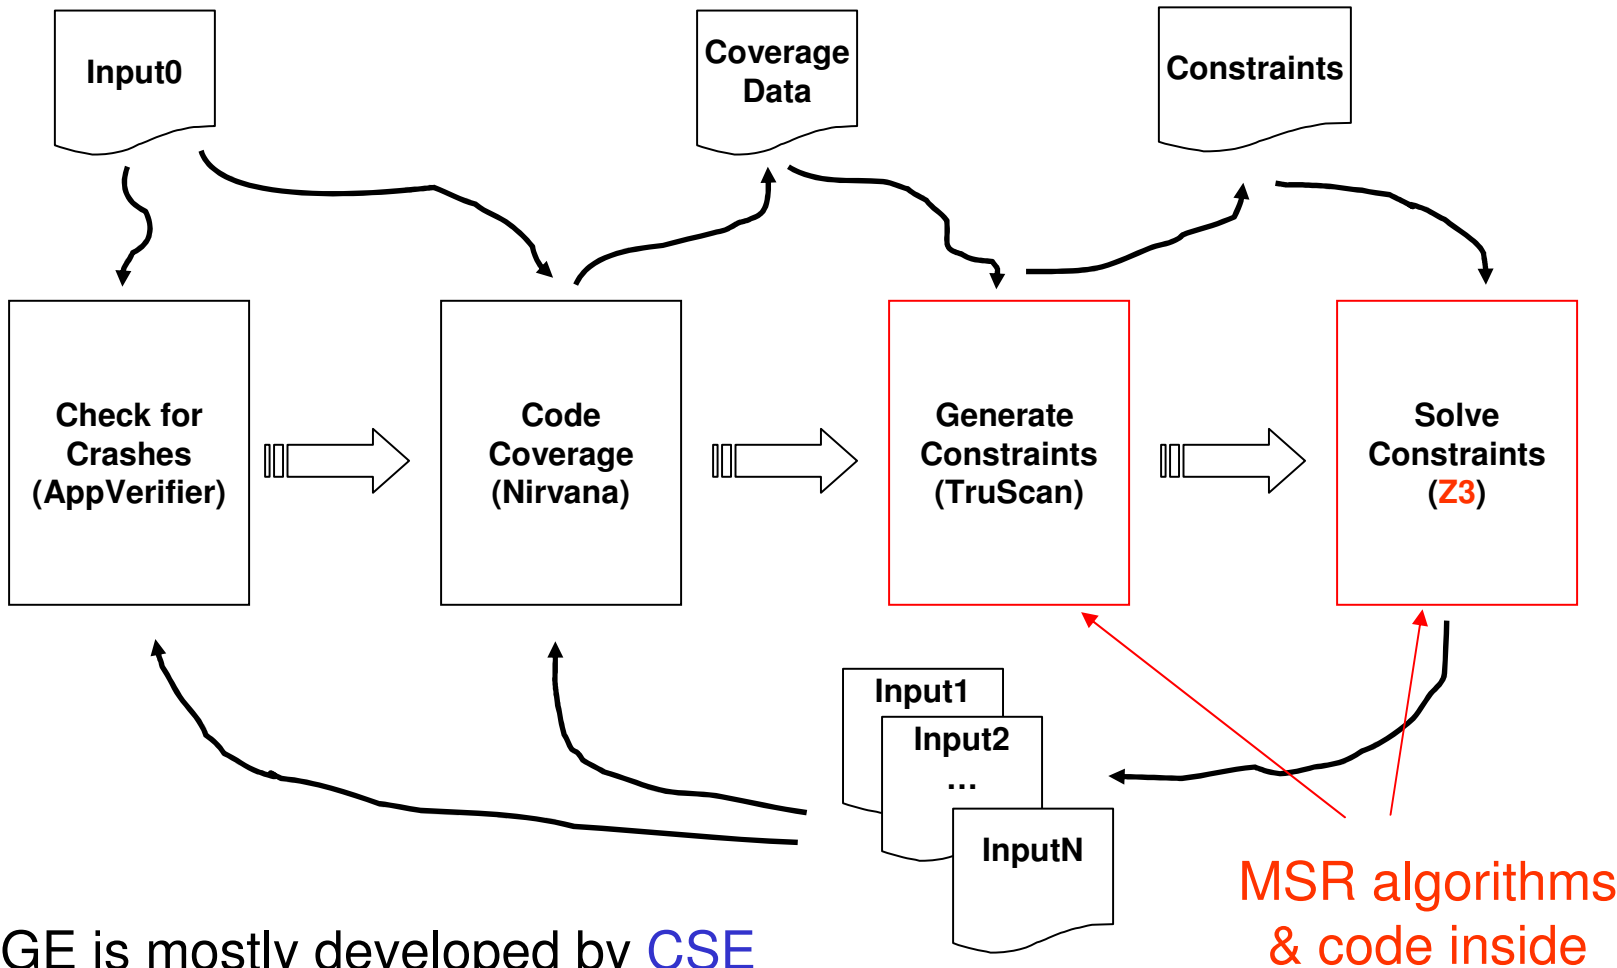 Input0
Coverage
Data
Constraints
Check for
Crashes
(AppVerifier)
Code
Coverage
(Nirvana)
Generate
Constraints
(TruScan)
Solve
Constraints
(Z3)
Input1
Input2
...
InputN
MSR algorithms
& code inside
GE is mostly developed by CSE